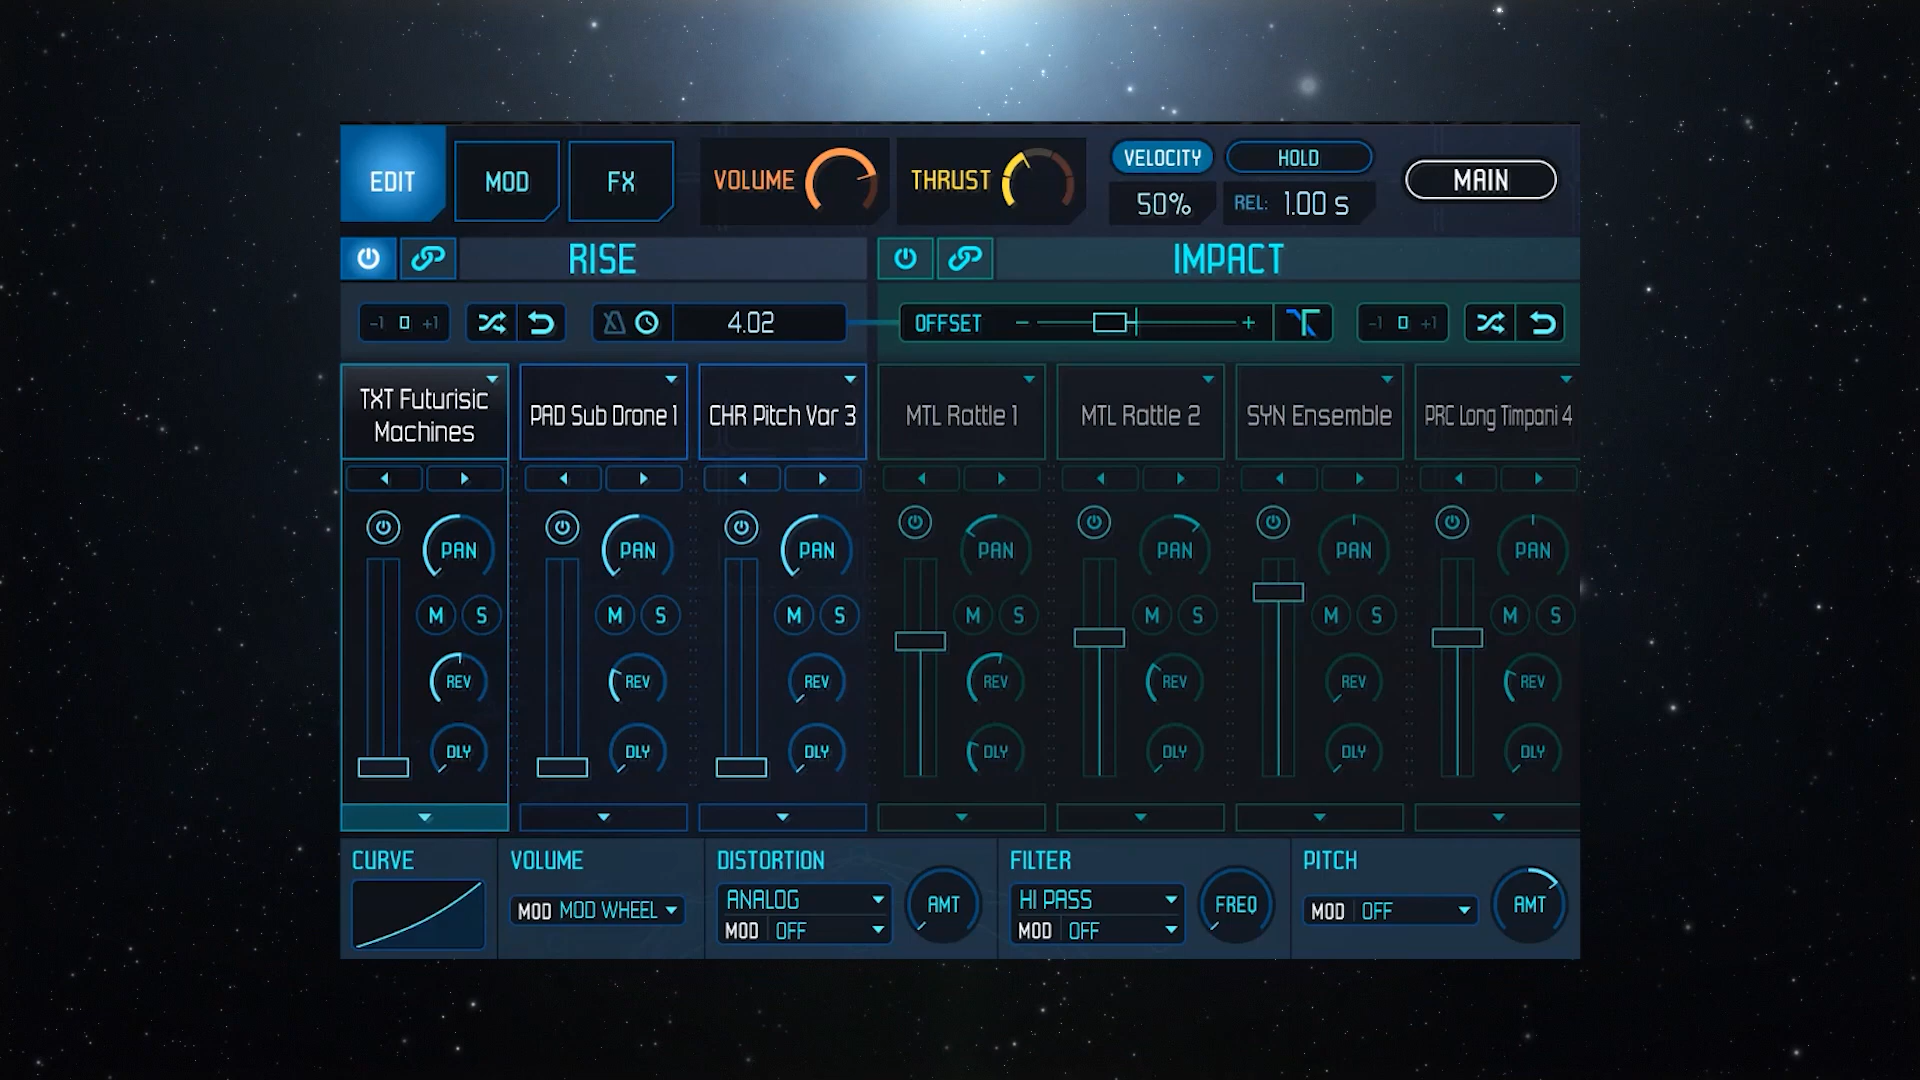 EDIT MOD FX VOLUME THRUST VELOCITY HOLD MAIN
50% REL: 1.00 s
RISE IMPACT
-1 0 +1 4.02 OFFSET - + -1 0 +1
TXT Futurisic
Machines
PAD Sub Drone 1
CHR Pitch Var 3
MTL Rattle 1
MTL Rattle 2
SYN Ensemble
PRC Long Timpani 4
PAN PAN PAN PAN PAN PAN PAN
M S M S M S M S M S M S M S
REV REV REV REV REV REV REV
DLY DLY DLY DLY DLY DLY DLY
CURVE
VOLUME
MOD MOD WHEEL
DISTORTION
ANALOG
MOD OFF
AMT
FILTER
HI PASS
MOD OFF
FREQ
PITCH
MOD OFF
AMT